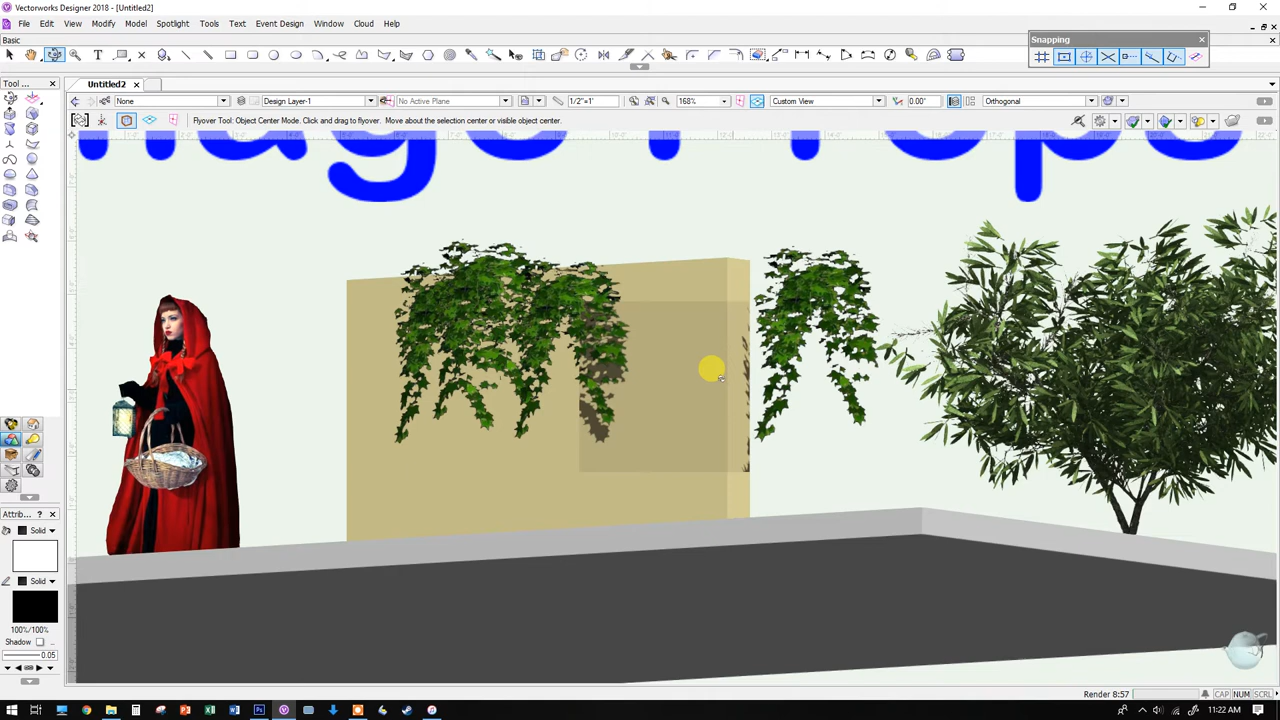 Vectorworks Designer 2018 - [Untitled2]
File Edit View Modify Model Spotlight Tools Text Event Design Window Cloud Help
Basic
Snapping
Tool ...
Untitled2
None
Design Layer-1
No Active Plane
1/2"=1'
168%
Custom View
0.00°
Orthogonal
Flyover Tool: Object Center Mode. Click and drag to flyover. Move about the selection center or visible object center.
Attrib...
Solid
Solid
100%/100%
Shadow
0.05
Render 8:57
CAP NUM SCRL
11:22 AM